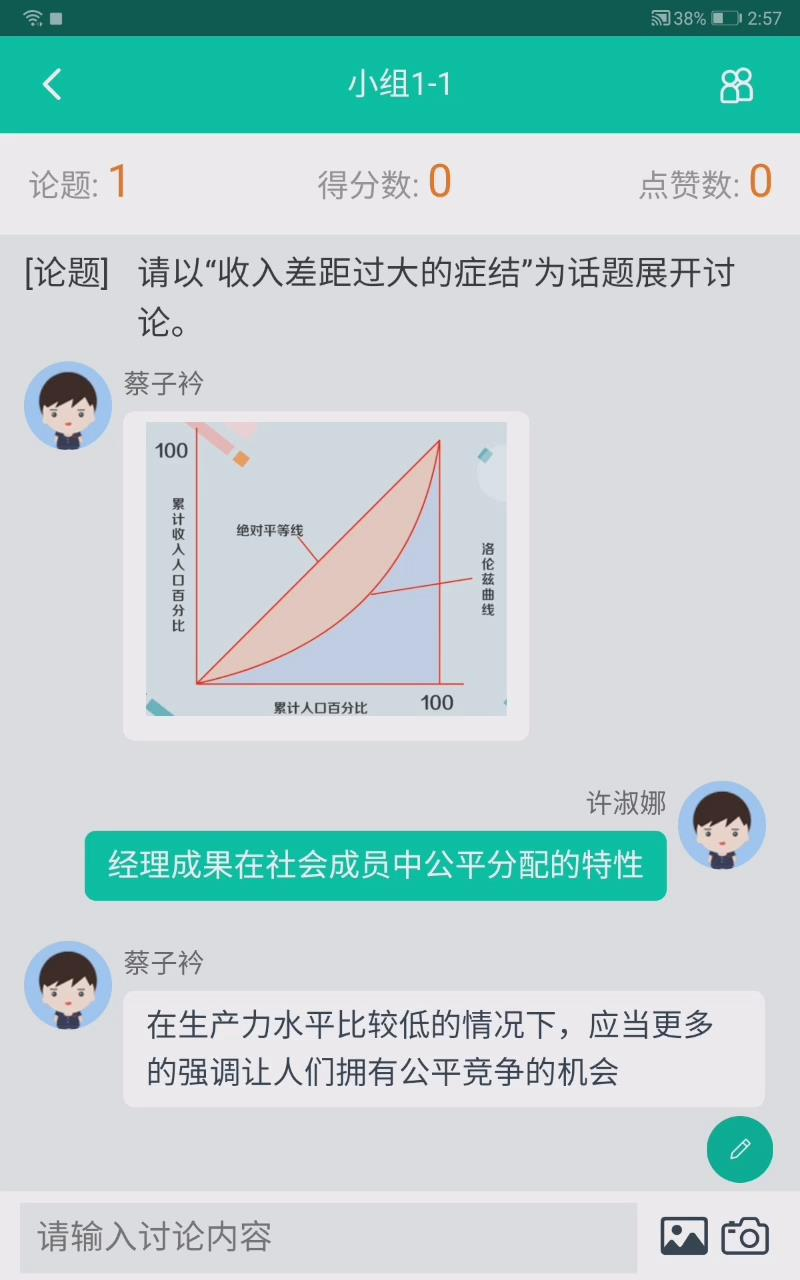 38% 2:57
小组1-1
论题: 1 得分数: 0 点赞数: 0
[论题] 请以“收入差距过大的症结”为话题展开讨
论。
蔡子衿
100
累计收入人口百分比
绝对平等线
洛伦兹曲线
累计人口百分比
100
许淑娜
经理成果在社会成员中公平分配的特性
蔡子衿
在生产力水平比较低的情况下，应当更多
的强调让人们拥有公平竞争的机会
请输入讨论内容